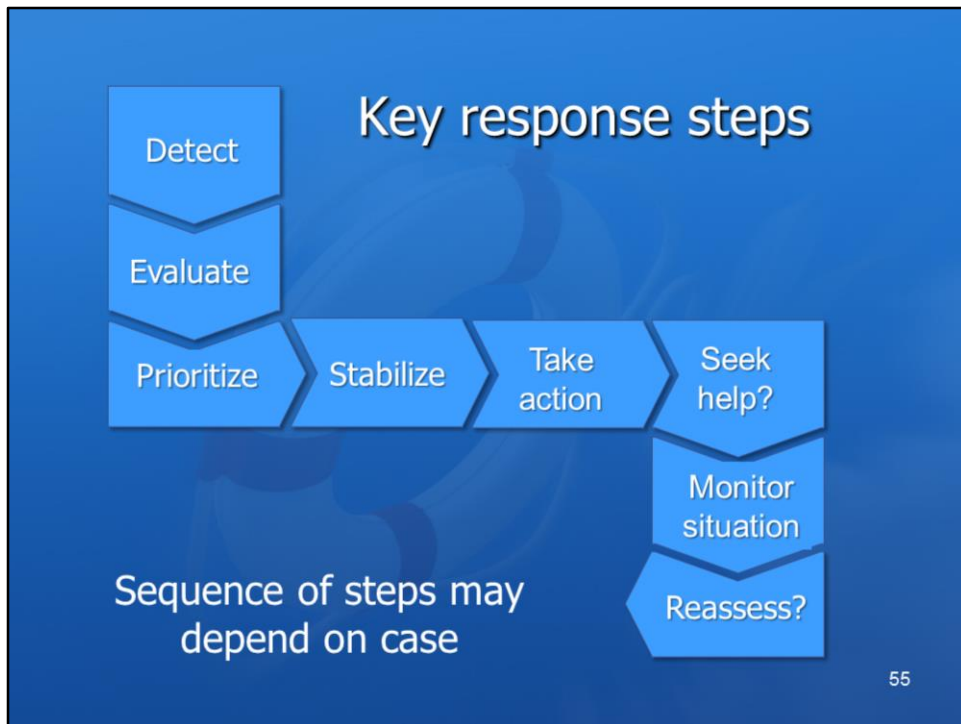 Key response steps
Detect
Evaluate
Prioritize
Stabilize
Take
action
Seek
help?
Monitor
situation
Reassess?
Sequence of steps may
depend on case
55